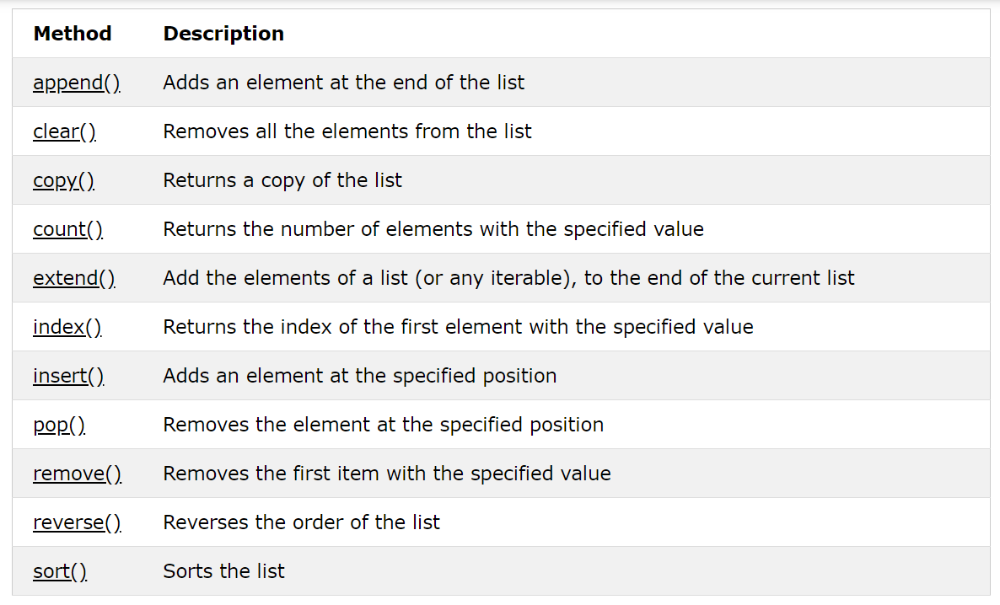 Method Description
append() Adds an element at the end of the list
clear() Removes all the elements from the list
copy() Returns a copy of the list
count() Returns the number of elements with the specified value
extend() Add the elements of a list (or any iterable), to the end of the current list
index() Returns the index of the first element with the specified value
insert() Adds an element at the specified position
pop() Removes the element at the specified position
remove() Removes the first item with the specified value
reverse() Reverses the order of the list
sort() Sorts the list